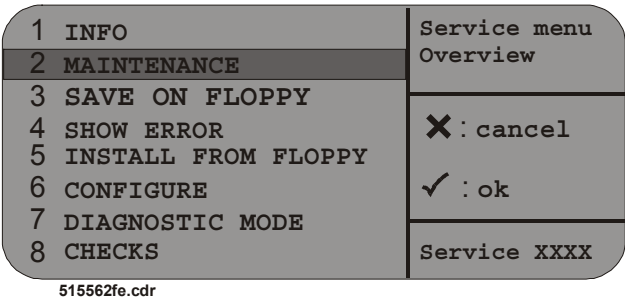 1 INFO
2 MAINTENANCE
3 SAVE ON FLOPPY
4 SHOW ERROR
5 INSTALL FROM FLOPPY
6 CONFIGURE
7 DIAGNOSTIC MODE
8 CHECKS
Service menu
Overview
✗ : cancel
✓ : ok
Service XXXX
515562fe.cdr